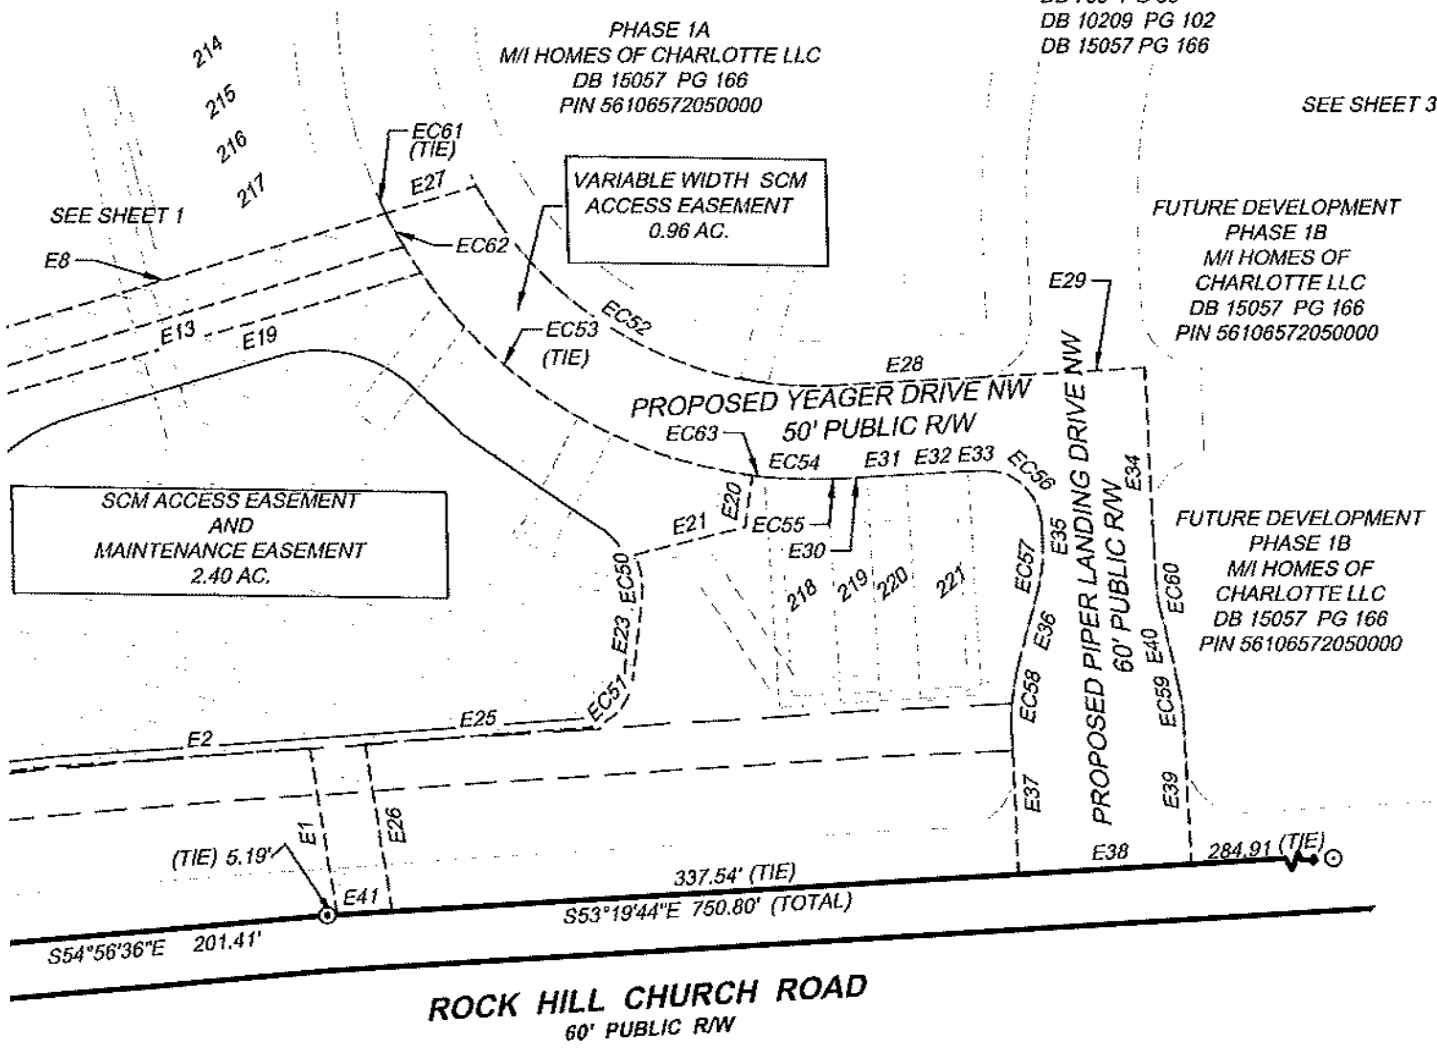 DB 10209 PG 102
DB 15057 PG 166
PHASE 1A
M/I HOMES OF CHARLOTTE LLC
DB 15057 PG 166
PIN 56106572050000
SEE SHEET 3
214
215
216
217
EC61
(TIE)
E27
VARIABLE WIDTH SCM
ACCESS EASEMENT
0.96 AC.
SEE SHEET 1
E8
EC62
FUTURE DEVELOPMENT
PHASE 1B
M/I HOMES OF
CHARLOTTE LLC
DB 15057 PG 166
PIN 56106572050000
E29
E13
E19
EC53
(TIE)
EC52
E28
PROPOSED YEAGER DRIVE NW
50' PUBLIC R/W
EC63
EC54
E31
E32
E33
EC56
E34
PROPOSED PIPER LANDING DRIVE NW
60' PUBLIC R/W
SCM ACCESS EASEMENT
AND
MAINTENANCE EASEMENT
2.40 AC.
E20
E21
EC55
E30
E35
FUTURE DEVELOPMENT
PHASE 1B
M/I HOMES OF
CHARLOTTE LLC
DB 15057 PG 166
PIN 56106572050000
EC50
218
219
220
221
EC57
EC60
E23
E36
E40
EC51
EC58
EC59
E25
E2
E37
E39
E1
E26
(TIE) 5.19'
E41
337.54' (TIE)
E38
284.91 (TIE)
S53°19'44"E 750.80' (TOTAL)
S54°56'36"E 201.41'
ROCK HILL CHURCH ROAD
60' PUBLIC R/W